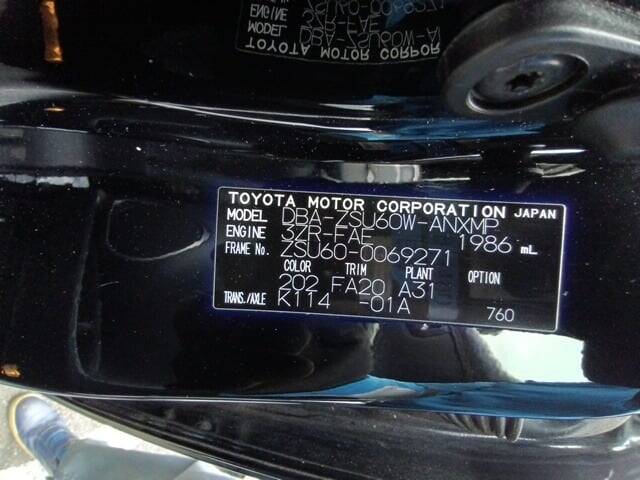 TOYOTA MOTOR CORPORATION JAPAN
MODEL DBA-ZSU60W-ANXMP
ENGINE 3ZR-FAE 1986 mL
FRAME No. ZSU60-0069271
COLOR TRIM PLANT OPTION
202 FA20 A31
TRANS./AXLE K114 -01A
760